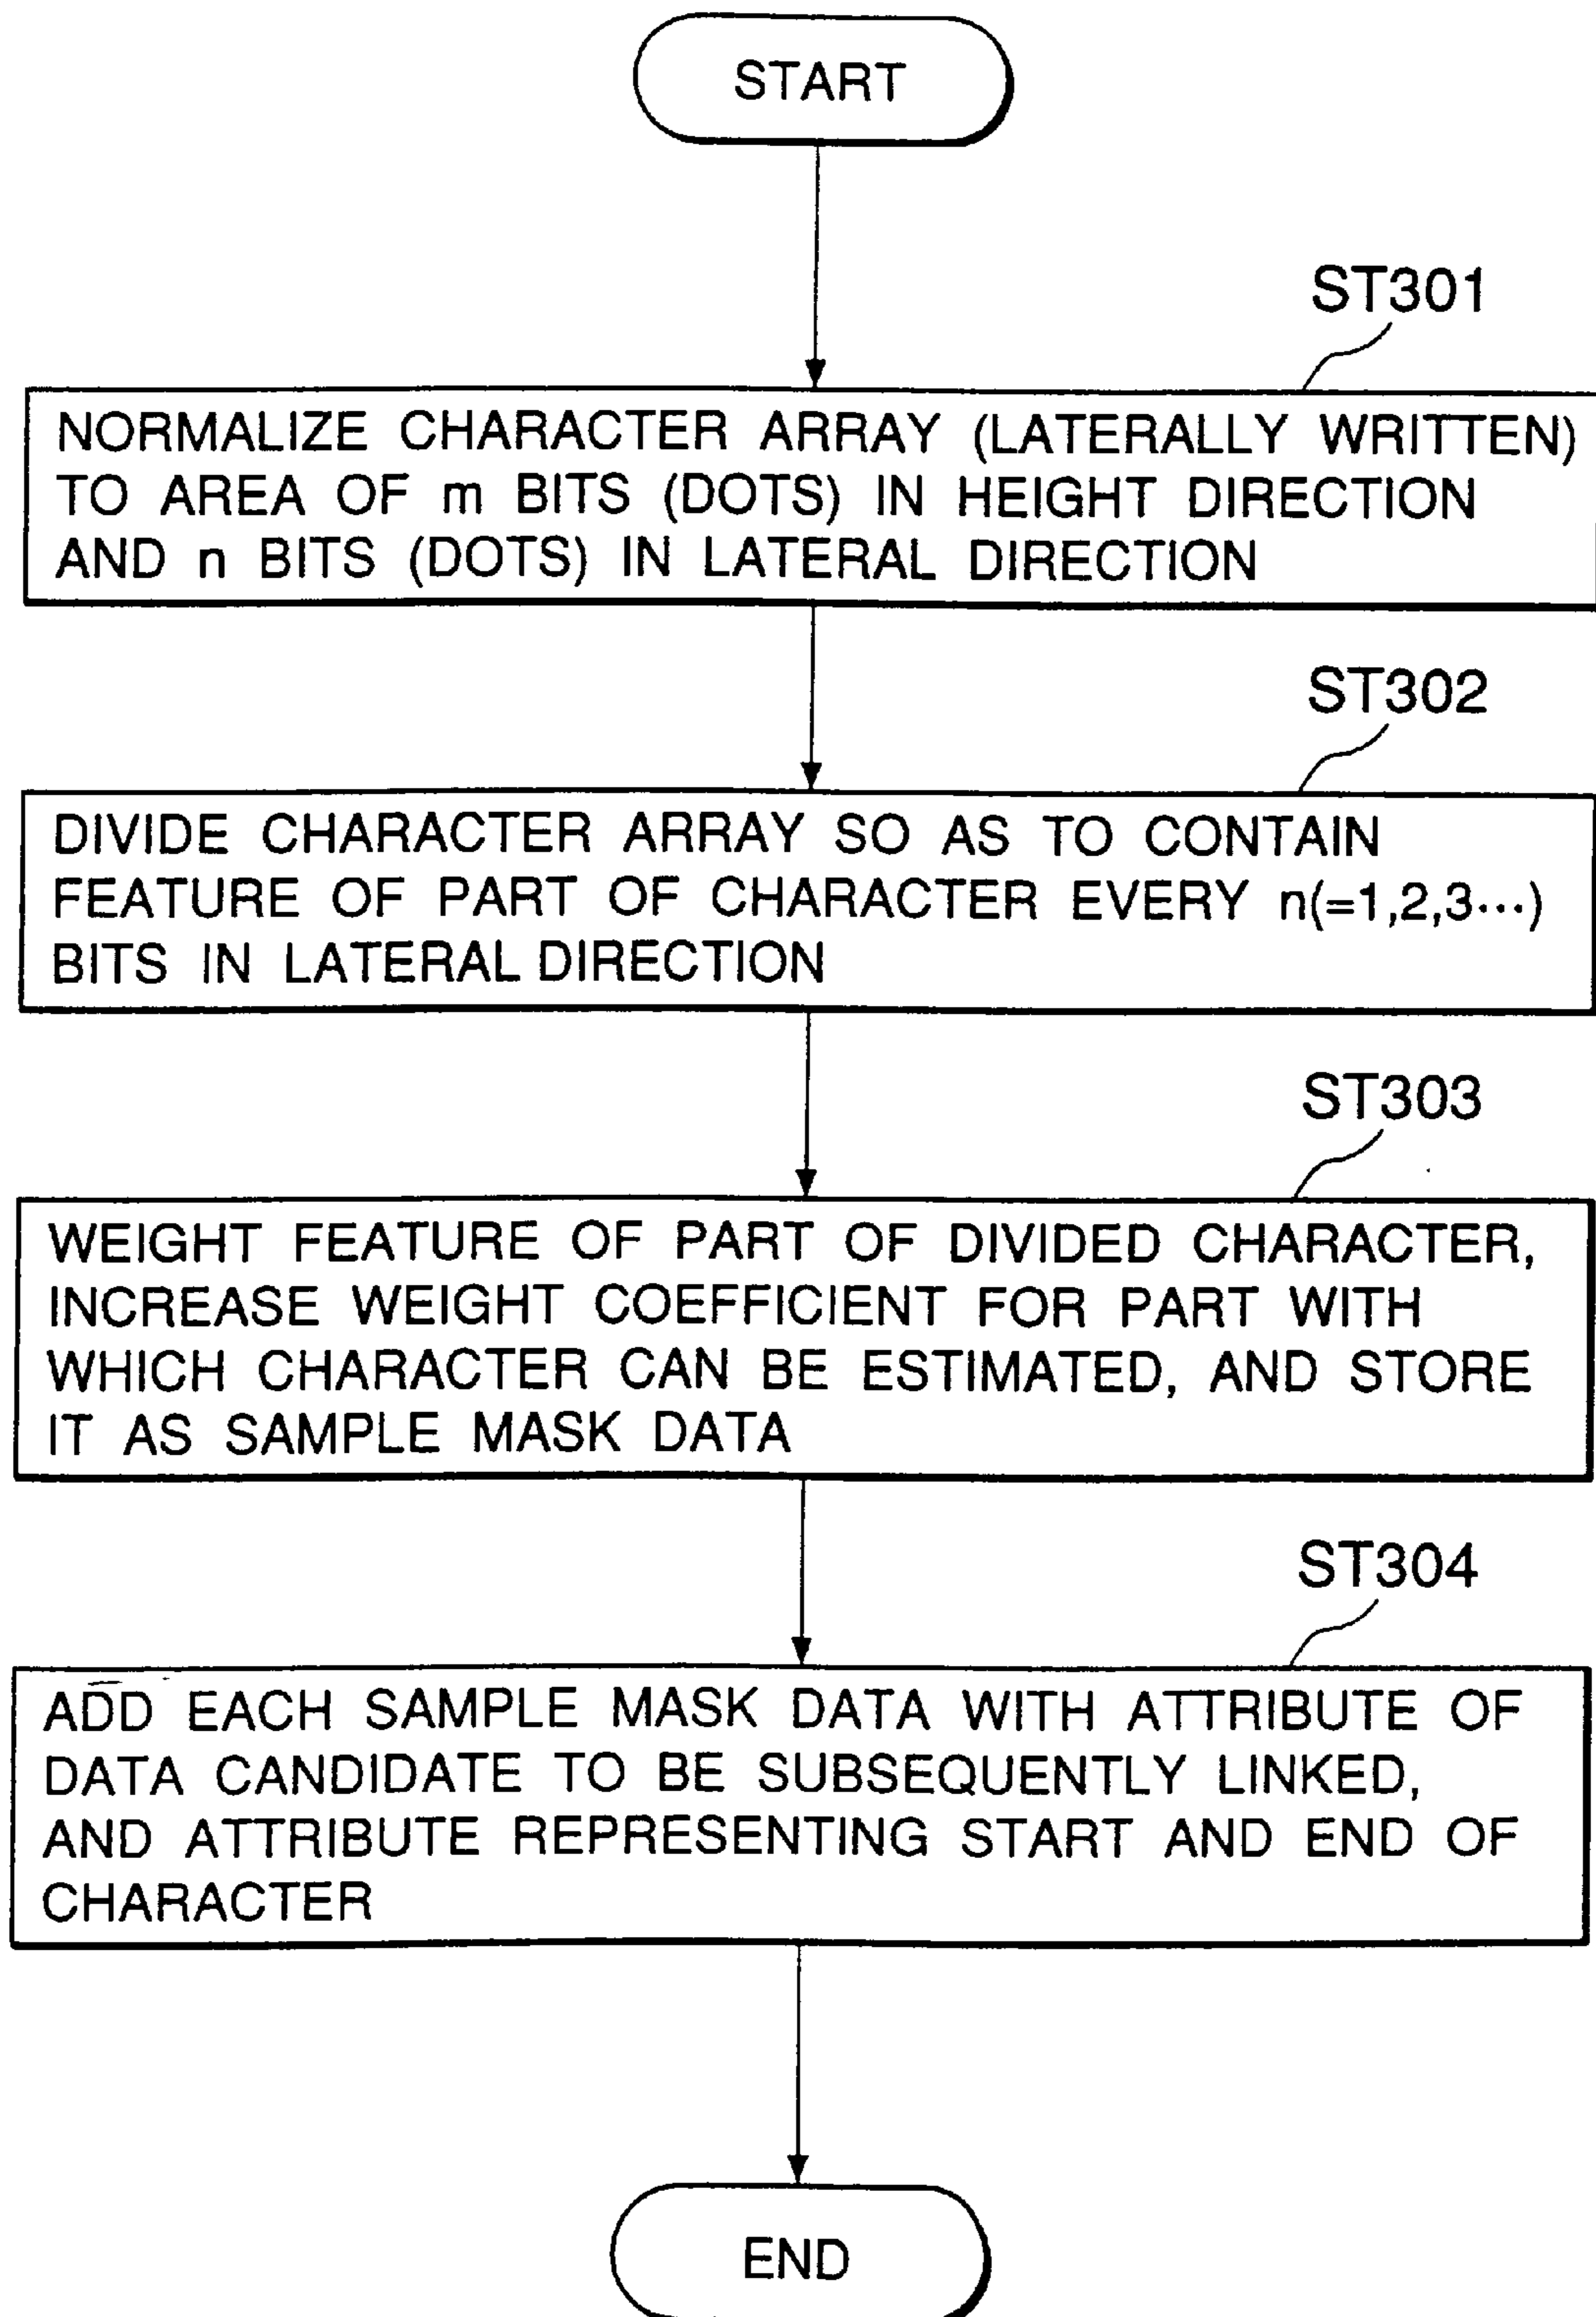 START
ST301
NORMALIZE CHARACTER ARRAY (LATERALLY WRITTEN)
TO AREA OF m BITS (DOTS) IN HEIGHT DIRECTION
AND n BITS (DOTS) IN LATERAL DIRECTION
ST302
DIVIDE CHARACTER ARRAY SO AS TO CONTAIN
FEATURE OF PART OF CHARACTER EVERY n(=1,2,3···)
BITS IN LATERAL DIRECTION
ST303
WEIGHT FEATURE OF PART OF DIVIDED CHARACTER,
INCREASE WEIGHT COEFFICIENT FOR PART WITH
WHICH CHARACTER CAN BE ESTIMATED, AND STORE
IT AS SAMPLE MASK DATA
ST304
ADD EACH SAMPLE MASK DATA WITH ATTRIBUTE OF
DATA CANDIDATE TO BE SUBSEQUENTLY LINKED,
AND ATTRIBUTE REPRESENTING START AND END OF
CHARACTER
END